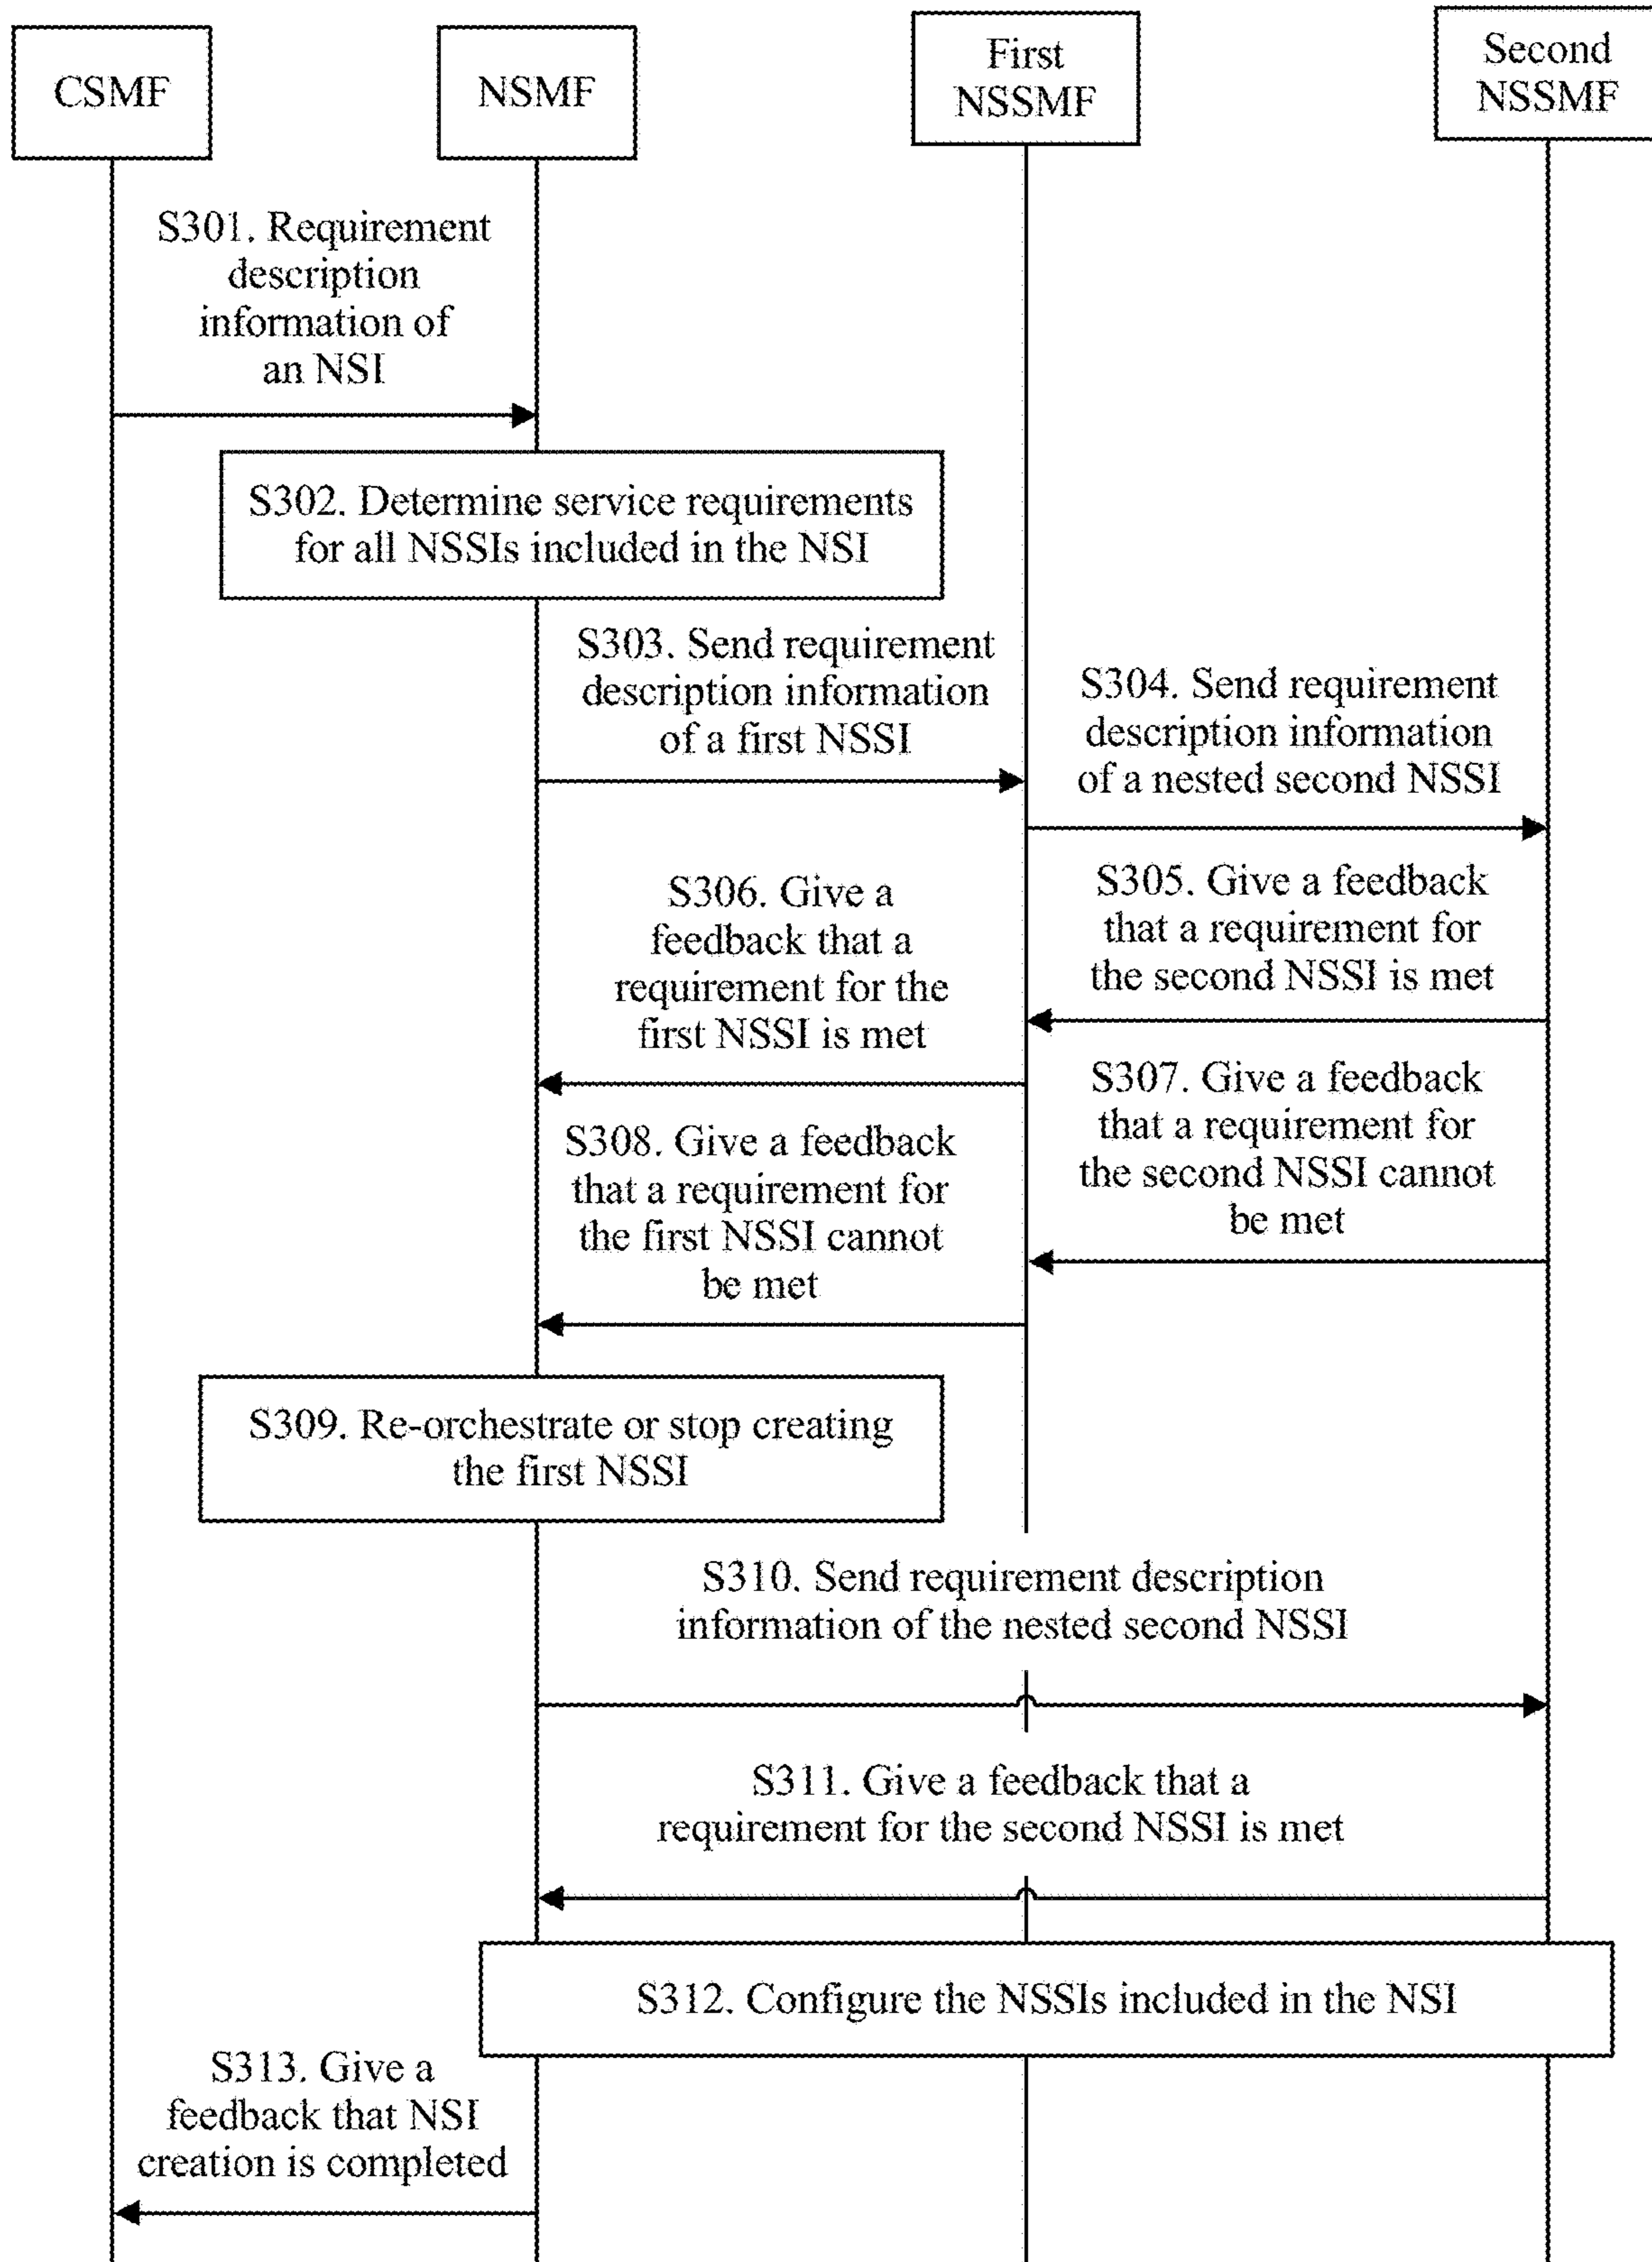 CSMF
NSMF
First
NSSMF
Second
NSSMF
S301. Requirement
description
information of
an NSI
S302. Determine service requirements
for all NSSIs included in the NSI
S303. Send requirement
description information
of a first NSSI
S304. Send requirement
description information
of a nested second NSSI
S305. Give a feedback
that a requirement for
the second NSSI is met
S306. Give a
feedback that a
requirement for the
first NSSI is met
S307. Give a feedback
that a requirement for
the second NSSI cannot
be met
S308. Give a feedback
that a requirement for
the first NSSI cannot
be met
S309. Re-orchestrate or stop creating
the first NSSI
S310. Send requirement description
information of the nested second NSSI
S311. Give a feedback that a
requirement for the second NSSI is met
S312. Configure the NSSIs included in the NSI
S313. Give a
feedback that NSI
creation is completed